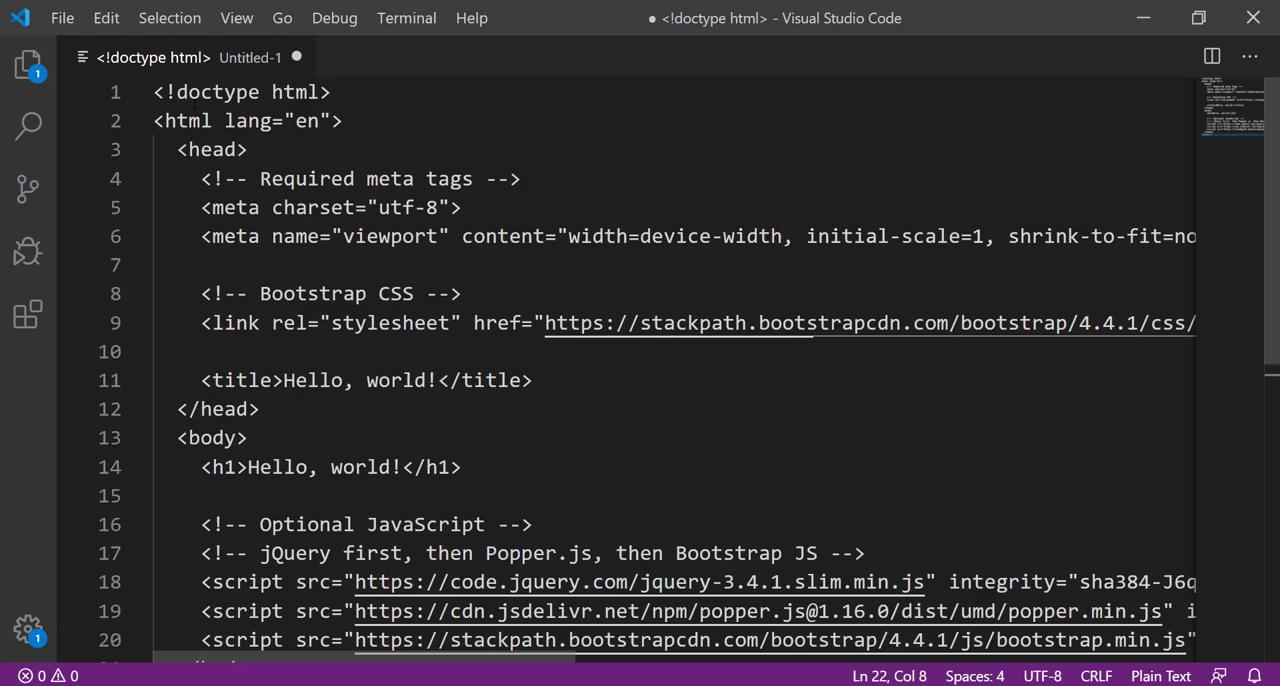 File Edit Selection View Go Debug Terminal Help ● <!doctype html> - Visual Studio Code
<!doctype html> Untitled-1
1 <!doctype html>
2 <html lang="en">
3 <head>
4 <!-- Required meta tags -->
5 <meta charset="utf-8">
6 <meta name="viewport" content="width=device-width, initial-scale=1, shrink-to-fit=no
7
8 <!-- Bootstrap CSS -->
9 <link rel="stylesheet" href="https://stackpath.bootstrapcdn.com/bootstrap/4.4.1/css/
10
11 <title>Hello, world!</title>
12 </head>
13 <body>
14 <h1>Hello, world!</h1>
15
16 <!-- Optional JavaScript -->
17 <!-- jQuery first, then Popper.js, then Bootstrap JS -->
18 <script src="https://code.jquery.com/jquery-3.4.1.slim.min.js" integrity="sha384-J6q
19 <script src="https://cdn.jsdelivr.net/npm/popper.js@1.16.0/dist/umd/popper.min.js" i
20 <script src="https://stackpath.bootstrapcdn.com/bootstrap/4.4.1/js/bootstrap.min.js"
1
1
0 0 Ln 22, Col 8 Spaces: 4 UTF-8 CRLF Plain Text